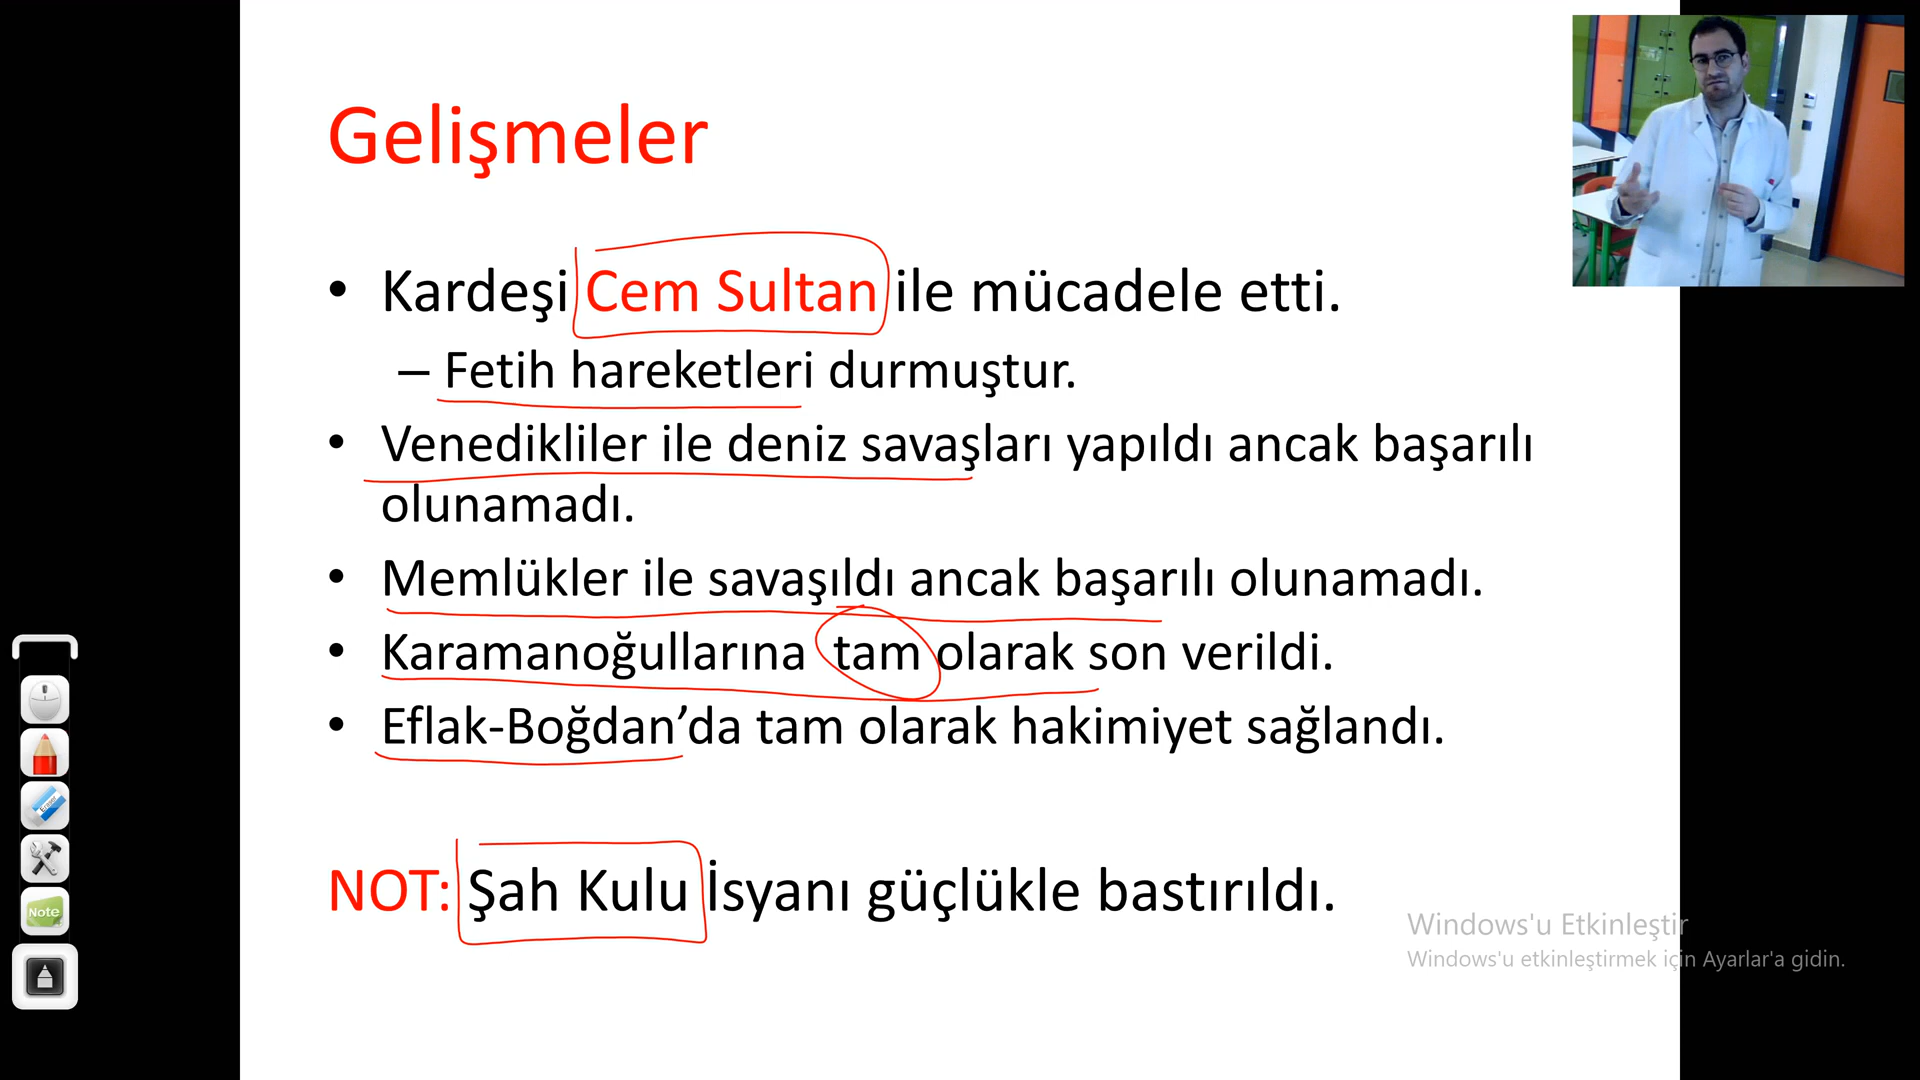 Gelişmeler
• Kardeşi Cem Sultan ile mücadele etti.
– Fetih hareketleri durmuştur.
• Venedikliler ile deniz savaşları yapıldı ancak başarılı
olunamadı.
• Memlükler ile savaşıldı ancak başarılı olunamadı.
• Karamanoğullarına tam olarak son verildi.
• Eflak-Boğdan’da tam olarak hakimiyet sağlandı.
NOT: Şah Kulu İsyanı güçlükle bastırıldı.
Note
Windows'u Etkinleştir
Windows'u etkinleştirmek için Ayarlar'a gidin.